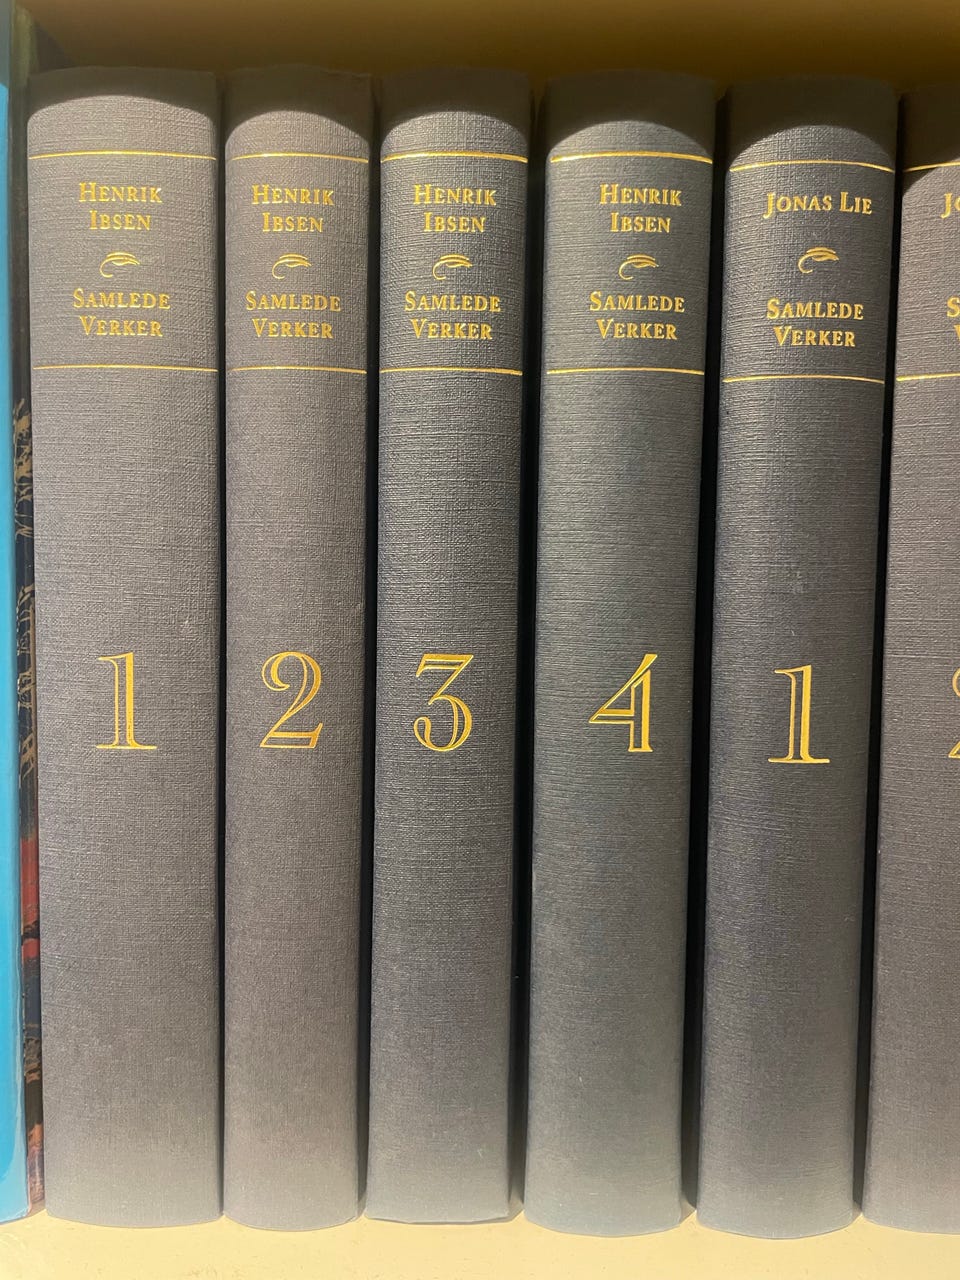 HENRIK
IBSEN
SAMLEDE
VERKER
1
HENRIK
IBSEN
SAMLEDE
VERKER
2
HENRIK
IBSEN
SAMLEDE
VERKER
3
HENRIK
IBSEN
SAMLEDE
VERKER
4
JONAS LIE
SAMLEDE
VERKER
1